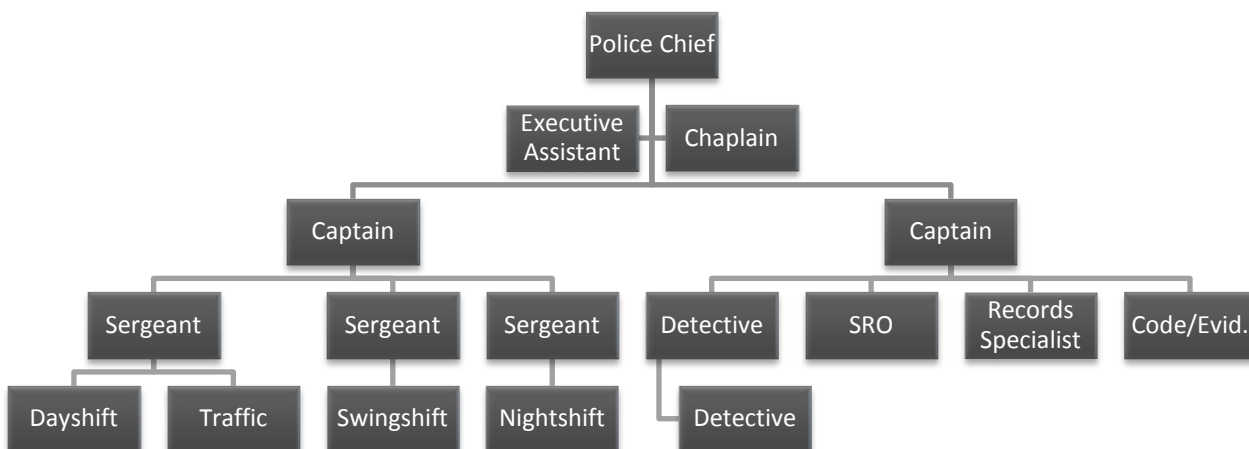 Police Chief
Executive
Assistant
Chaplain
Captain
Captain
Sergeant
Sergeant
Sergeant
Detective
SRO
Records
Specialist
Code/Evid.
Dayshift
Traffic
Swingshift
Nightshift
Detective